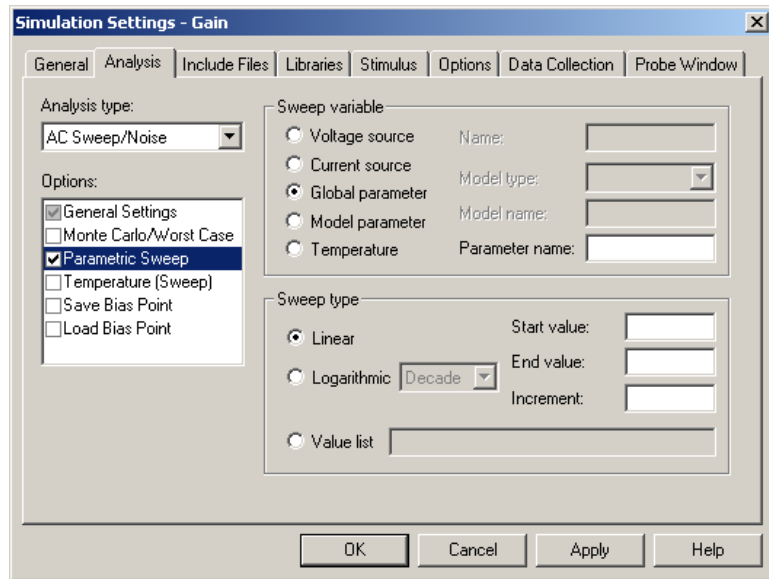 Simulation Settings - Gain
General Analysis Include Files Libraries Stimulus Options Data Collection Probe Window
Analysis type:
AC Sweep/Noise
Options:
General Settings
Monte Carlo/Worst Case
Parametric Sweep
Temperature (Sweep)
Save Bias Point
Load Bias Point
Sweep variable
Voltage source
Current source
Global parameter
Model parameter
Temperature
Name:
Model type:
Model name:
Parameter name:
Sweep type
Linear
Logarithmic Decade
Value list
Start value:
End value:
Increment:
OK Cancel Apply Help